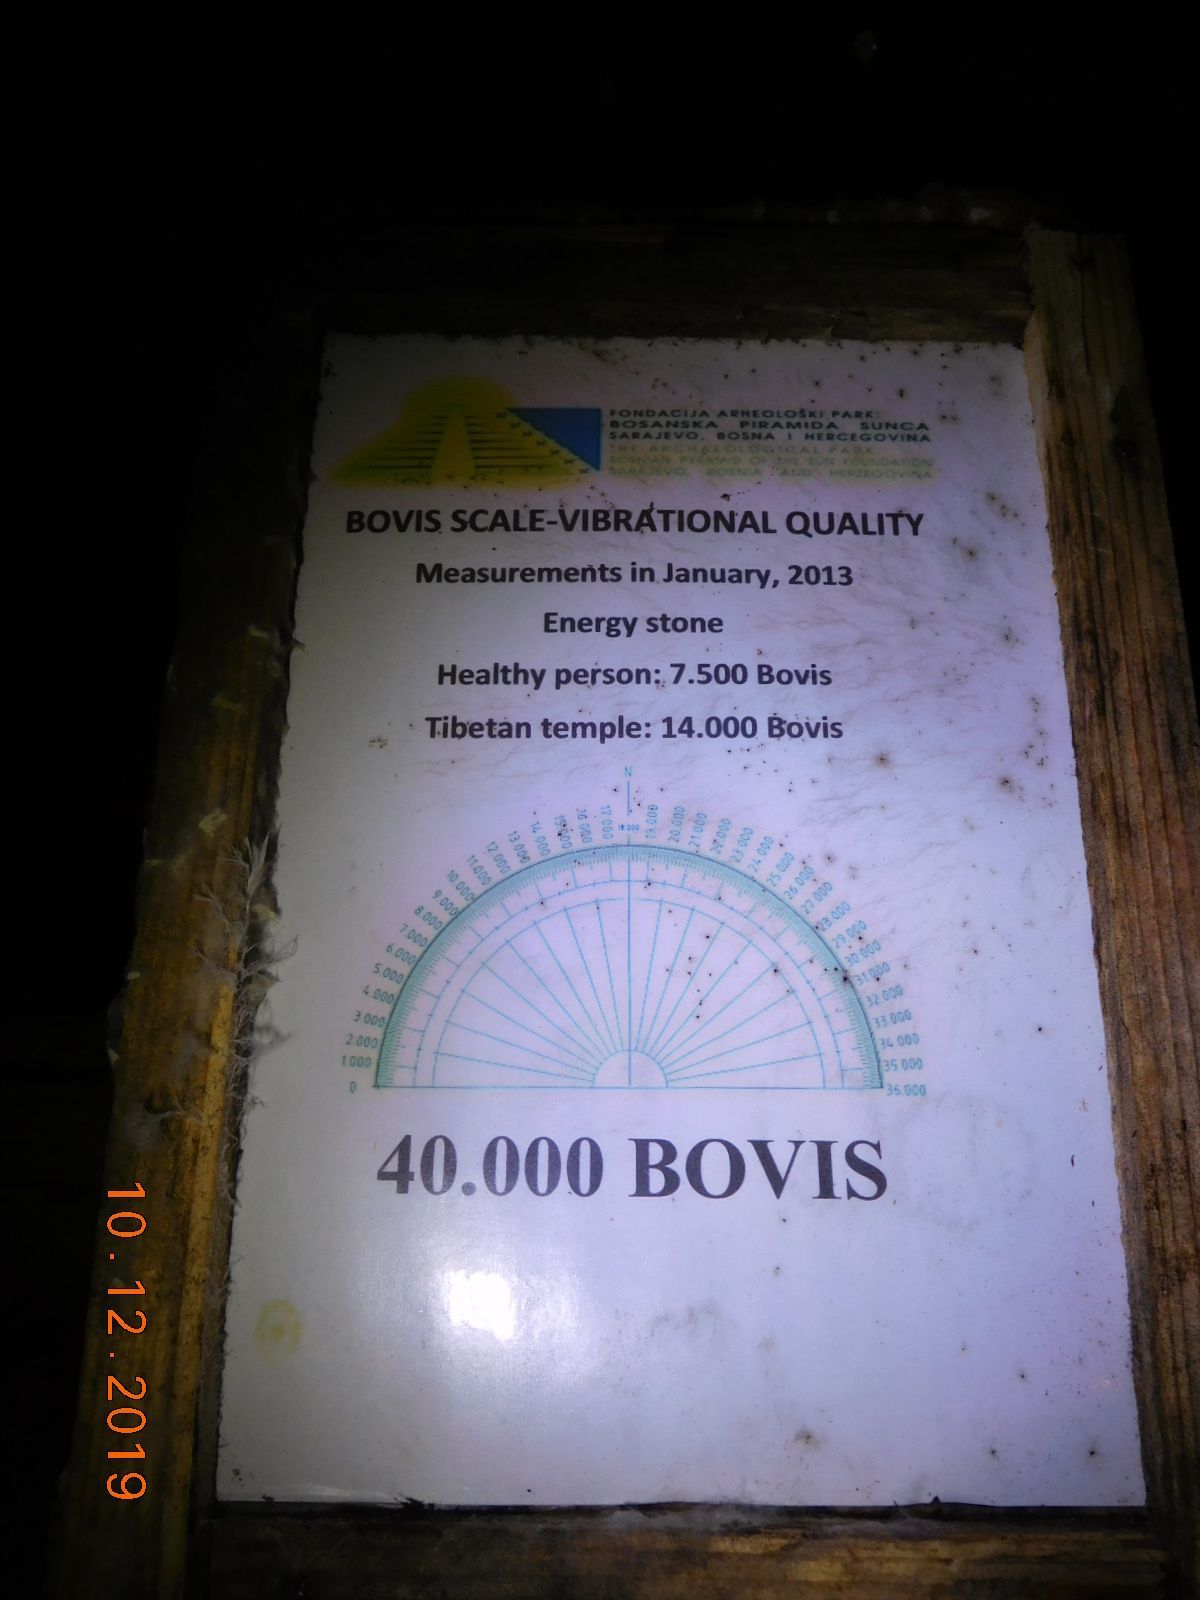 FONDACIJA ARHEOLOŠKI PARK:
BOSANSKA PIRAMIDA SUNCA
SARAJEVO, BOSNA I HERCEGOVINA
THE ARCHAEOLOGICAL PARK:
BOSNIAN PYRAMID OF THE SUN FOUNDATION
SARAJEVO, BOSNIA AND HERZEGOVINA
BOVIS SCALE-VIBRATIONAL QUALITY
Measurements in January, 2013
Energy stone
Healthy person: 7.500 Bovis
Tibetan temple: 14.000 Bovis
N
0
1 000
2 000
3.000
4.000
5 000
6.000
7.000
8.000
9.000
10.000
11.000
12.000
13.000
14 000
15.000
16 000
17 000
19.000
20.000
21 000
22.000
23 000
24 000
25 000
26 000
27 000
28 000
29 000
30 000
31 000
32 000
33 000
34 000
35.000
36.000
40.000 BOVIS
10.12.2019